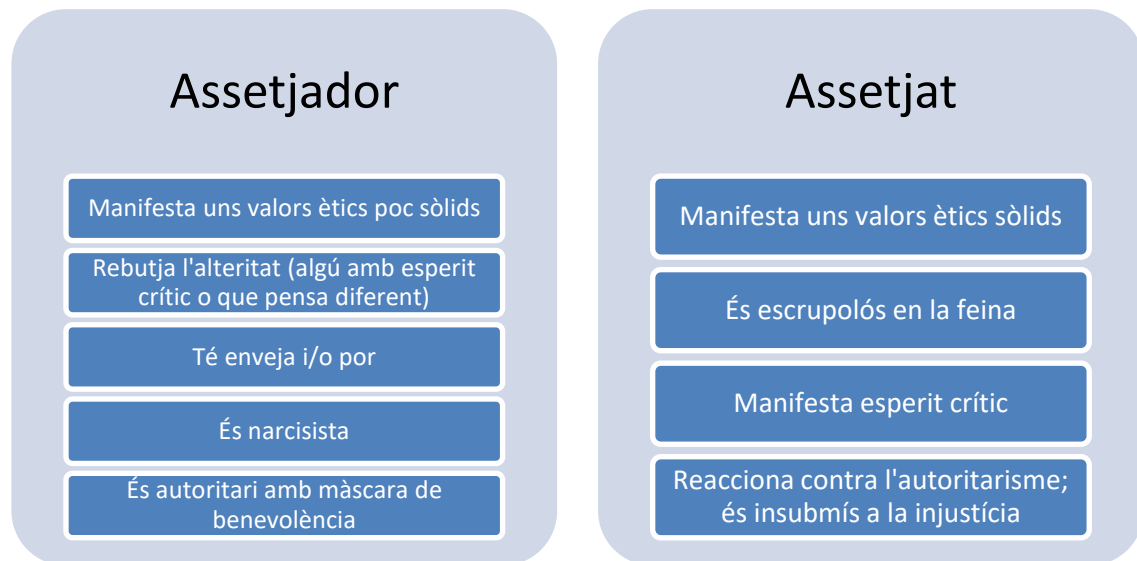 Assetjador
Manifesta uns valors ètics poc sòlids
Rebutja l'alteritat (algú amb esperit
crític o que pensa diferent)
Té enveja i/o por
És narcisista
És autoritari amb màscara de
benevolència
Assetjat
Manifesta uns valors ètics sòlids
És escrupolós en la feina
Manifesta esperit crític
Reacciona contra l'autoritarisme;
és insubmís a la injustícia